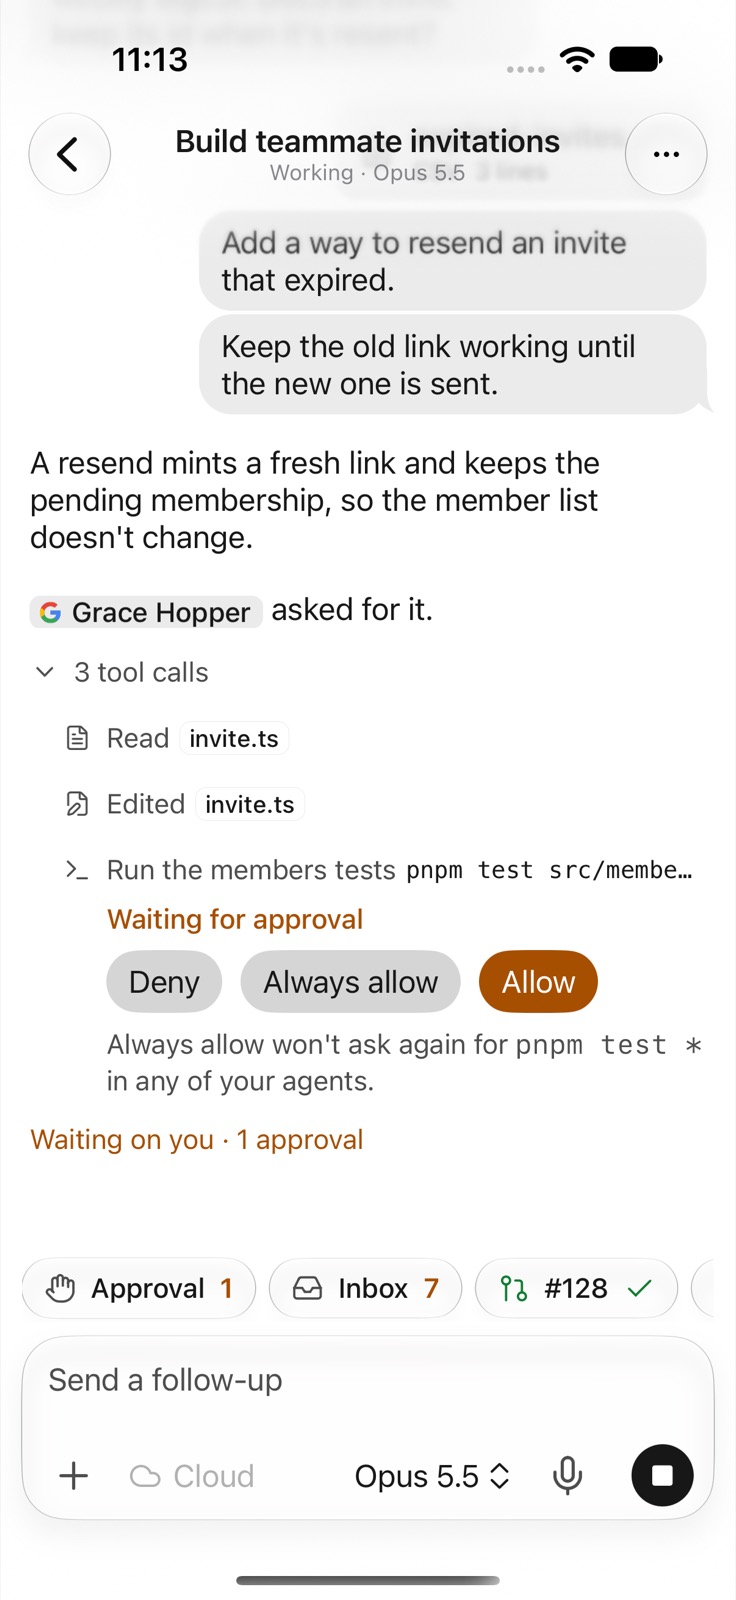 11:13
Build teammate invitations
Working · Opus 5.5
Add a way to resend an invite
that expired.
Keep the old link working until
the new one is sent.
A resend mints a fresh link and keeps the
pending membership, so the member list
doesn't change.
Grace Hopper asked for it.
3 tool calls
Read invite.ts
Edited invite.ts
Run the members tests pnpm test src/membe…
Waiting for approval
Deny Always allow Allow
Always allow won't ask again for pnpm test *
in any of your agents.
Waiting on you · 1 approval
Approval 1 Inbox 7 #128
Send a follow-up
Cloud Opus 5.5